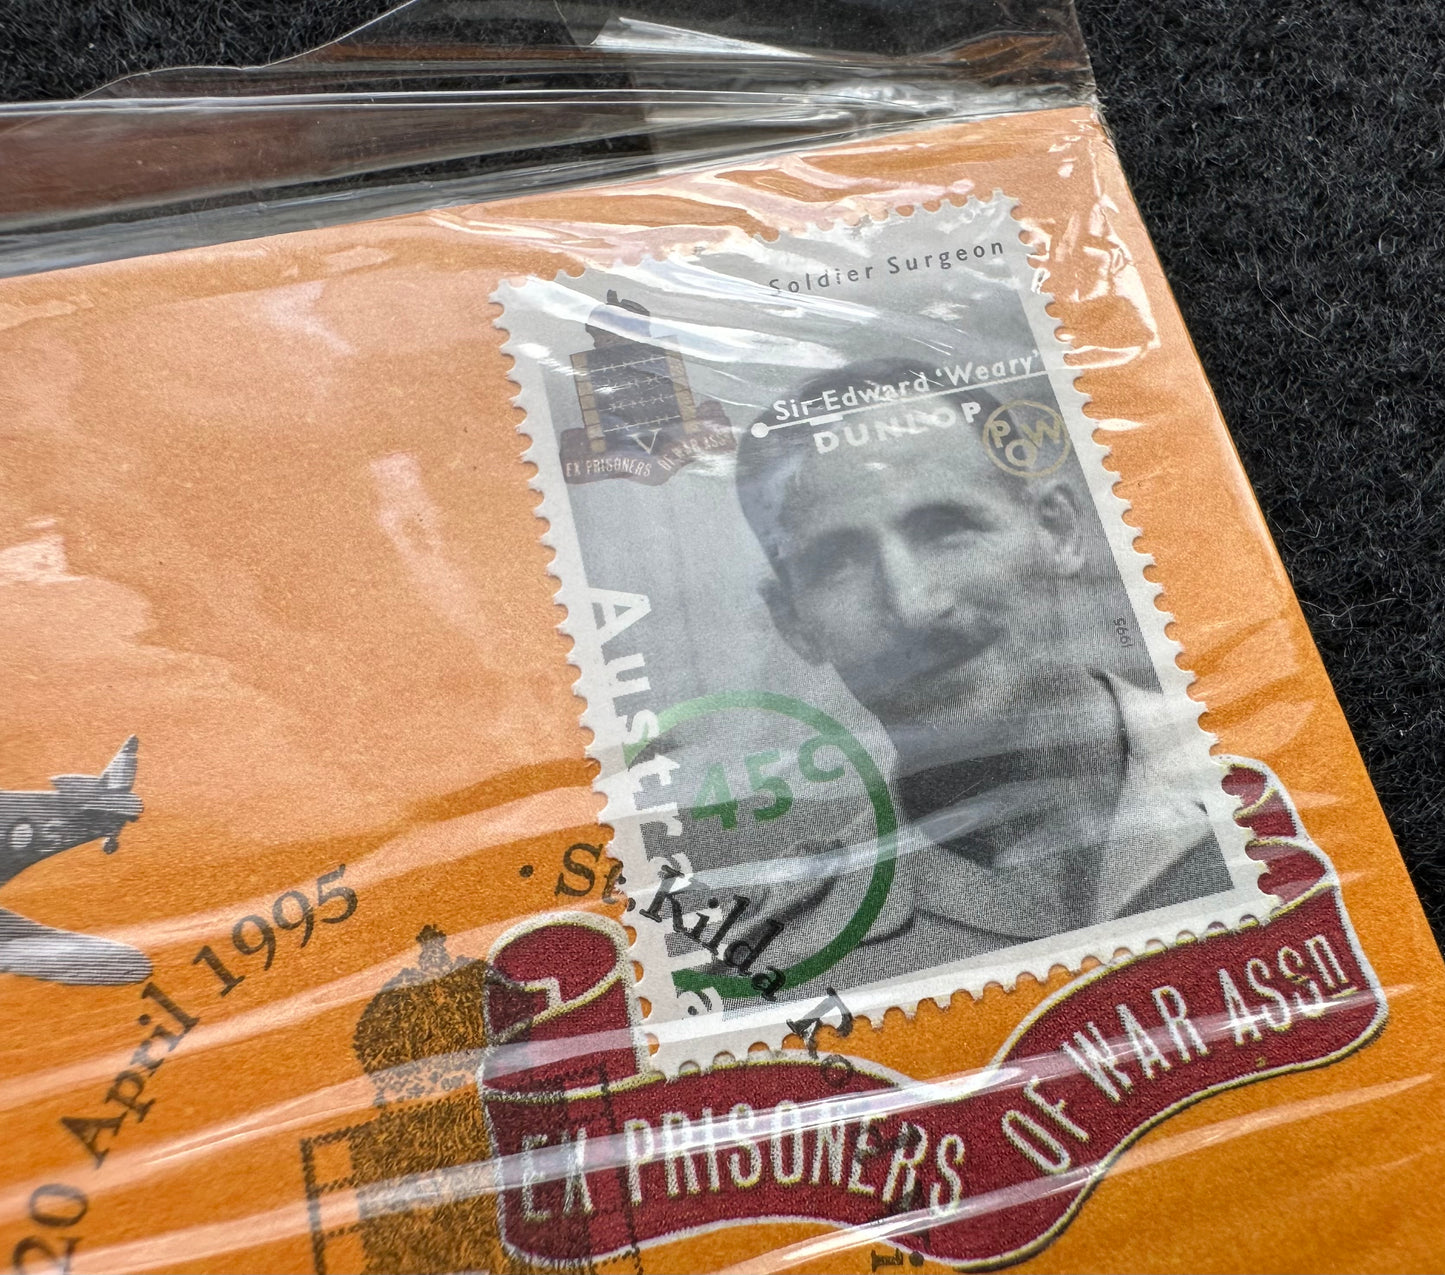 Soldier Surgeon
Sir Edward 'Weary'
DUNLOP
POW
V
EX PRISONERS OF WAR ASSN
Australia
1995
45c
20 April 1995 · St. Kilda Ro
EX PRISONERS OF WAR ASSN